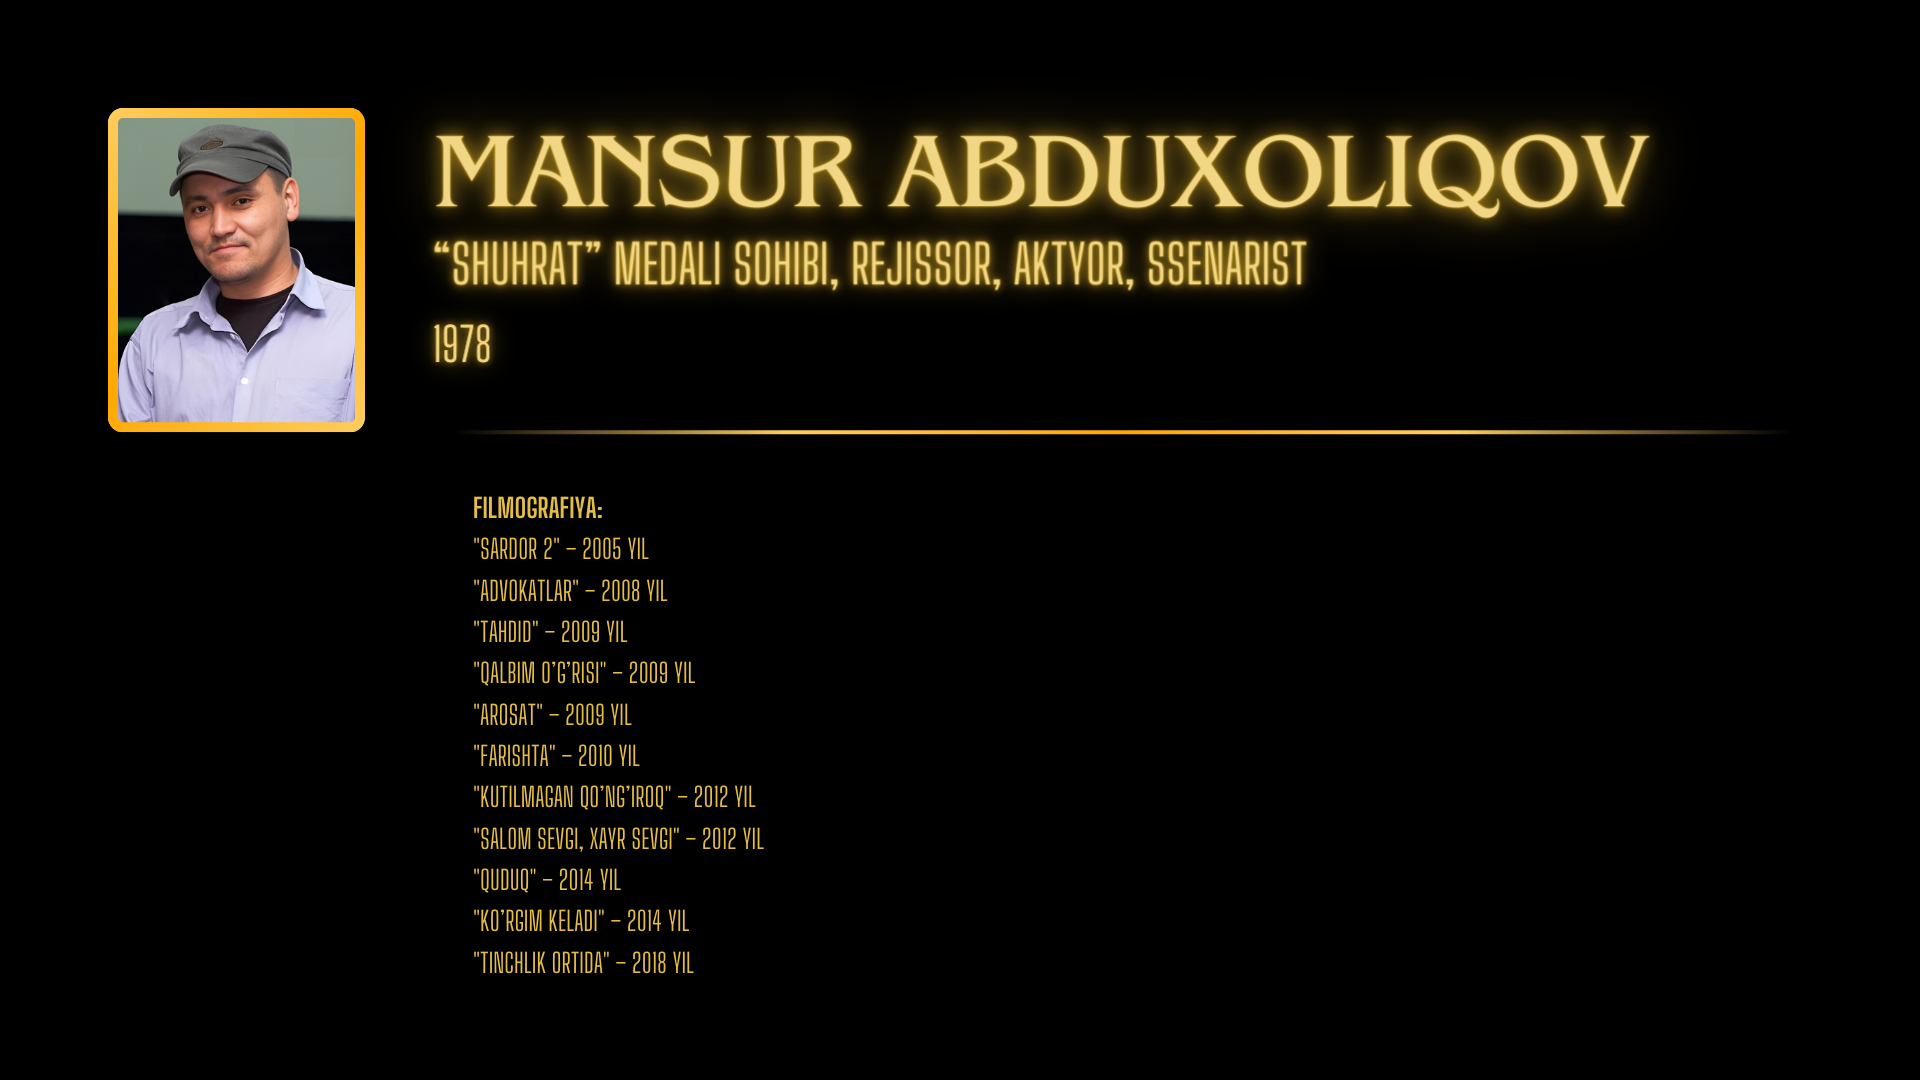 MANSUR ABDUXOLIQOV
“SHUHRAT” MEDALI SOHIBI, REJISSOR, AKTYOR, SSENARIST
1978
FILMOGRAFIYA:
"SARDOR 2" – 2005 YIL
"ADVOKATLAR" – 2008 YIL
"TAHDID" – 2009 YIL
"QALBIM O’G’RISI" – 2009 YIL
"AROSAT" – 2009 YIL
"FARISHTA" – 2010 YIL
"KUTILMAGAN QO’NG’IROQ" – 2012 YIL
"SALOM SEVGI, XAYR SEVGI" – 2012 YIL
"QUDUQ" – 2014 YIL
"KO’RGIM KELADI" – 2014 YIL
"TINCHLIK ORTIDA" – 2018 YIL